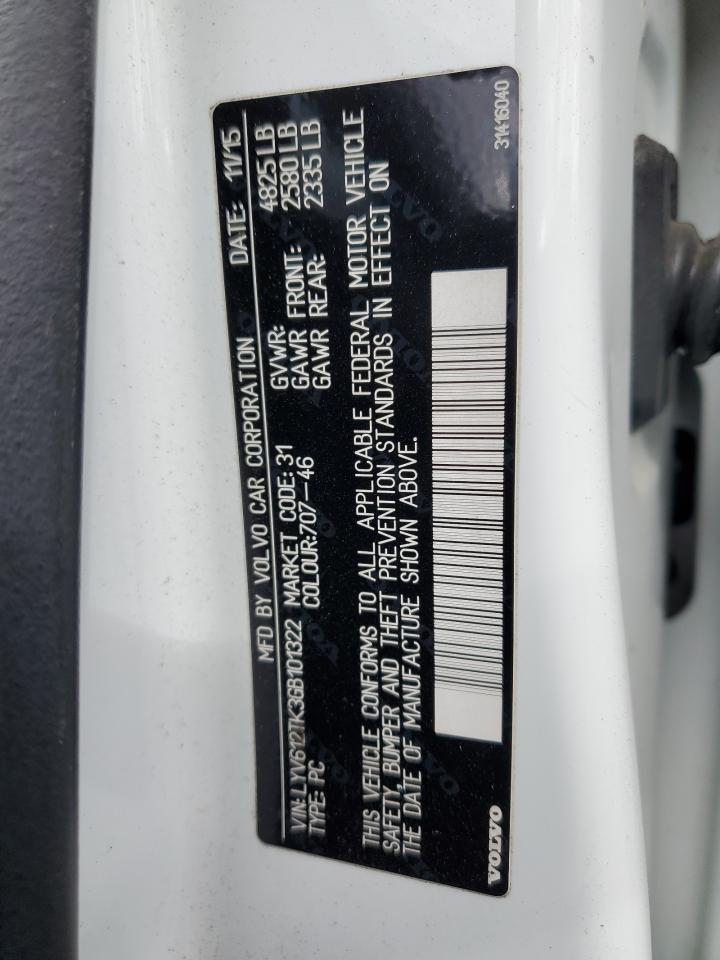 MFD BY VOLVO CAR CORPORATION DATE: 11/15
VIN:LYV612TK3GB101322 MARKET CODE:31 GVWR: 4825 LB
TYPE: PC COLOUR:707-46 GAWR FRONT: 2580 LB
GAWR REAR: 2335 LB
THIS VEHICLE CONFORMS TO ALL APPLICABLE FEDERAL MOTOR VEHICLE
SAFETY, BUMPER AND THEFT PREVENTION STANDARDS IN EFFECT ON
THE DATE OF MANUFACTURE SHOWN ABOVE.
VOLVO 31416040